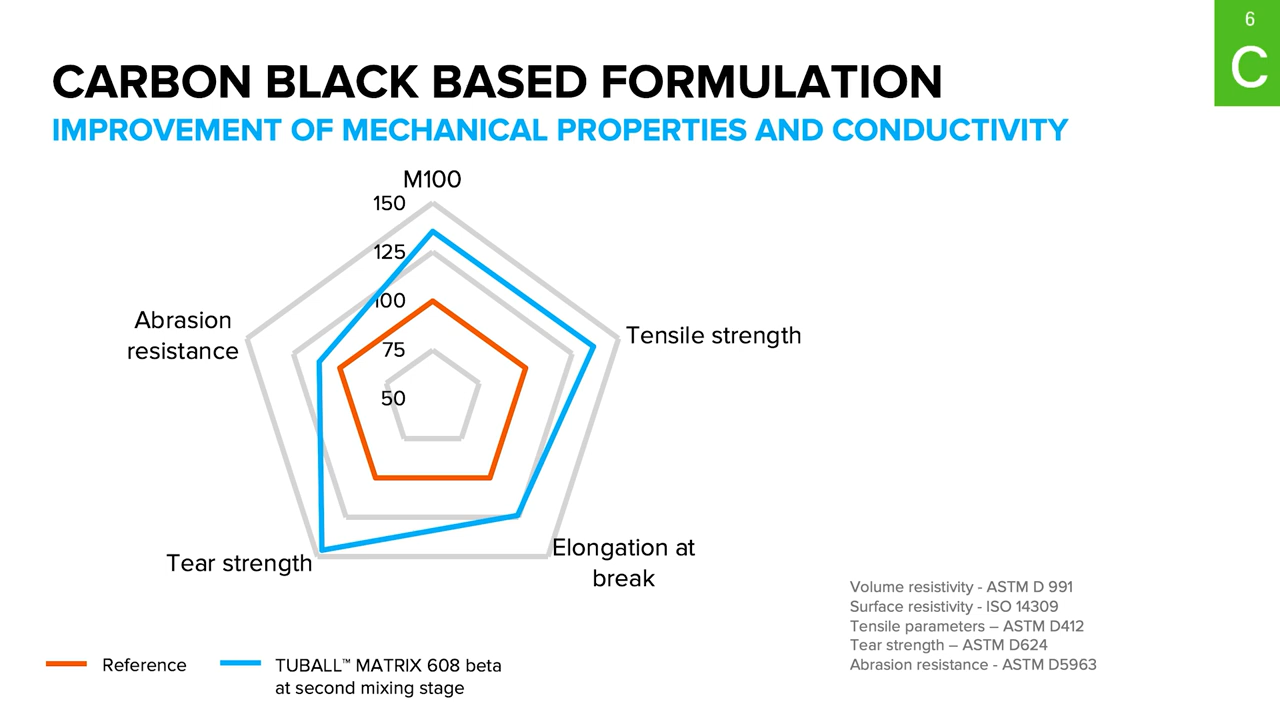 6
C
CARBON BLACK BASED FORMULATION
IMPROVEMENT OF MECHANICAL PROPERTIES AND CONDUCTIVITY
M100
150
125
100
75
50
Abrasion
resistance
Tensile strength
Tear strength
Elongation at
break
Volume resistivity - ASTM D 991
Surface resistivity - ISO 14309
Tensile parameters – ASTM D412
Tear strength – ASTM D624
Abrasion resistance - ASTM D5963
Reference
TUBALL™ MATRIX 608 beta
at second mixing stage